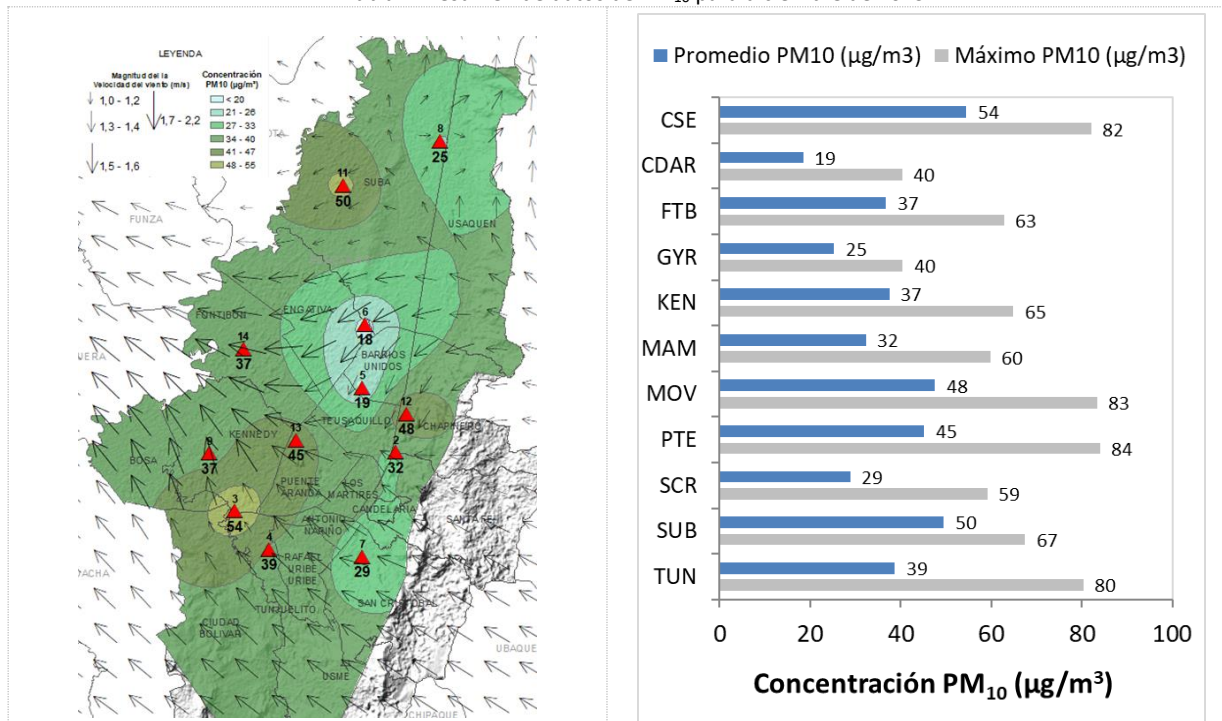 LEYENDA
Magnitud del la
Velocidad del viento (m/s)
1,0 - 1,2
1,3 - 1,4
1,5 - 1,6
1,7 - 2,2
Concentración
PM10 (µg/m³)
< 20
21 - 26
27 - 33
34 - 40
41 - 47
48 - 55
8
25
11
SUBA
50
FUNZA
USAQUEN
ENGATIVA
FONTIBON
6
18
14
37
BARRIOS
UNIDOS
5
19
12
TEUSAQUILLO
48
CHAPINERO
13
KENNEDY
45
2
32
9
37
BOSA
PUENTE
ARANDA
LOS
MARTIRES
3
54
CANDELARIA
ANTONIO
NARIÑO
SANTA FE
4
39
7
29
RAFAEL
URIBE
URIBE
TUNJUELITO
SAN CRISTOBAL
CIUDAD
BOLIVAR
UBAQUE
USME
CHIPAQUE
Promedio PM10 (µg/m3)
Máximo PM10 (µg/m3)
CSE
54
82
CDAR
19
40
FTB
37
63
GYR
25
40
KEN
37
65
MAM
32
60
MOV
48
83
PTE
45
84
SCR
29
59
SUB
50
67
TUN
39
80
0 20 40 60 80 100
Concentración PM10 (µg/m³)